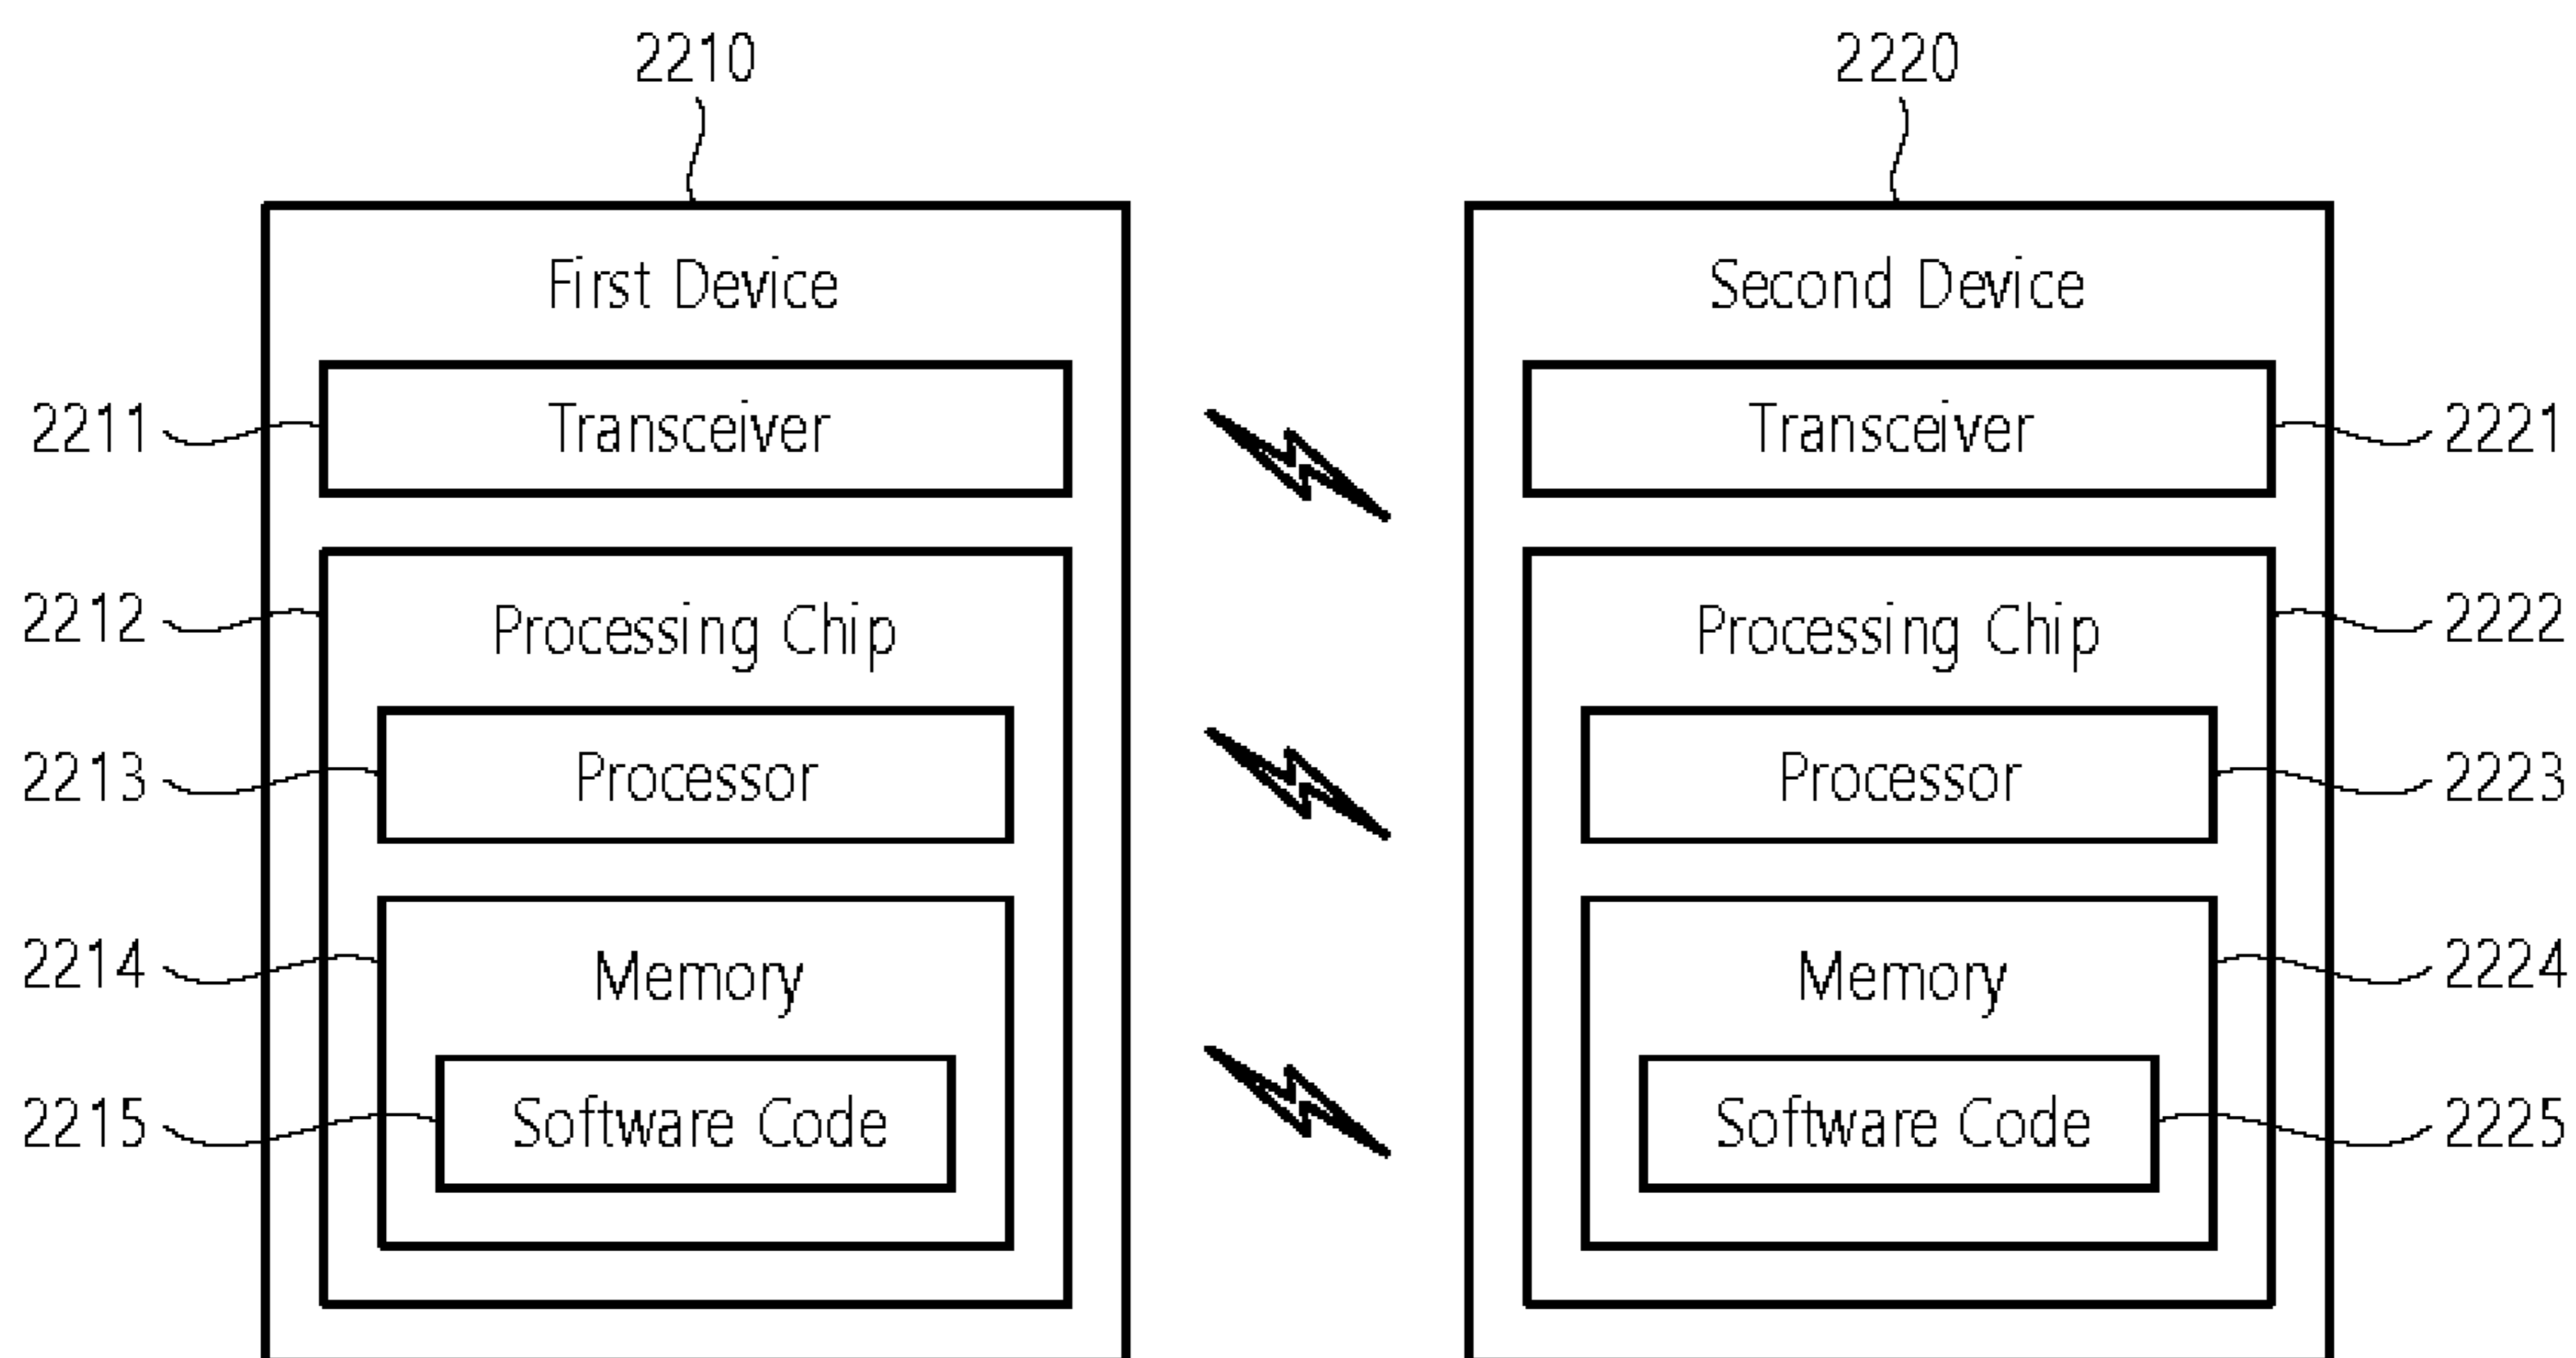 2210 2220
First Device Second Device
2211 Transceiver Transceiver 2221
2212 Processing Chip Processing Chip 2222
2213 Processor Processor 2223
2214 Memory Memory 2224
2215 Software Code Software Code 2225